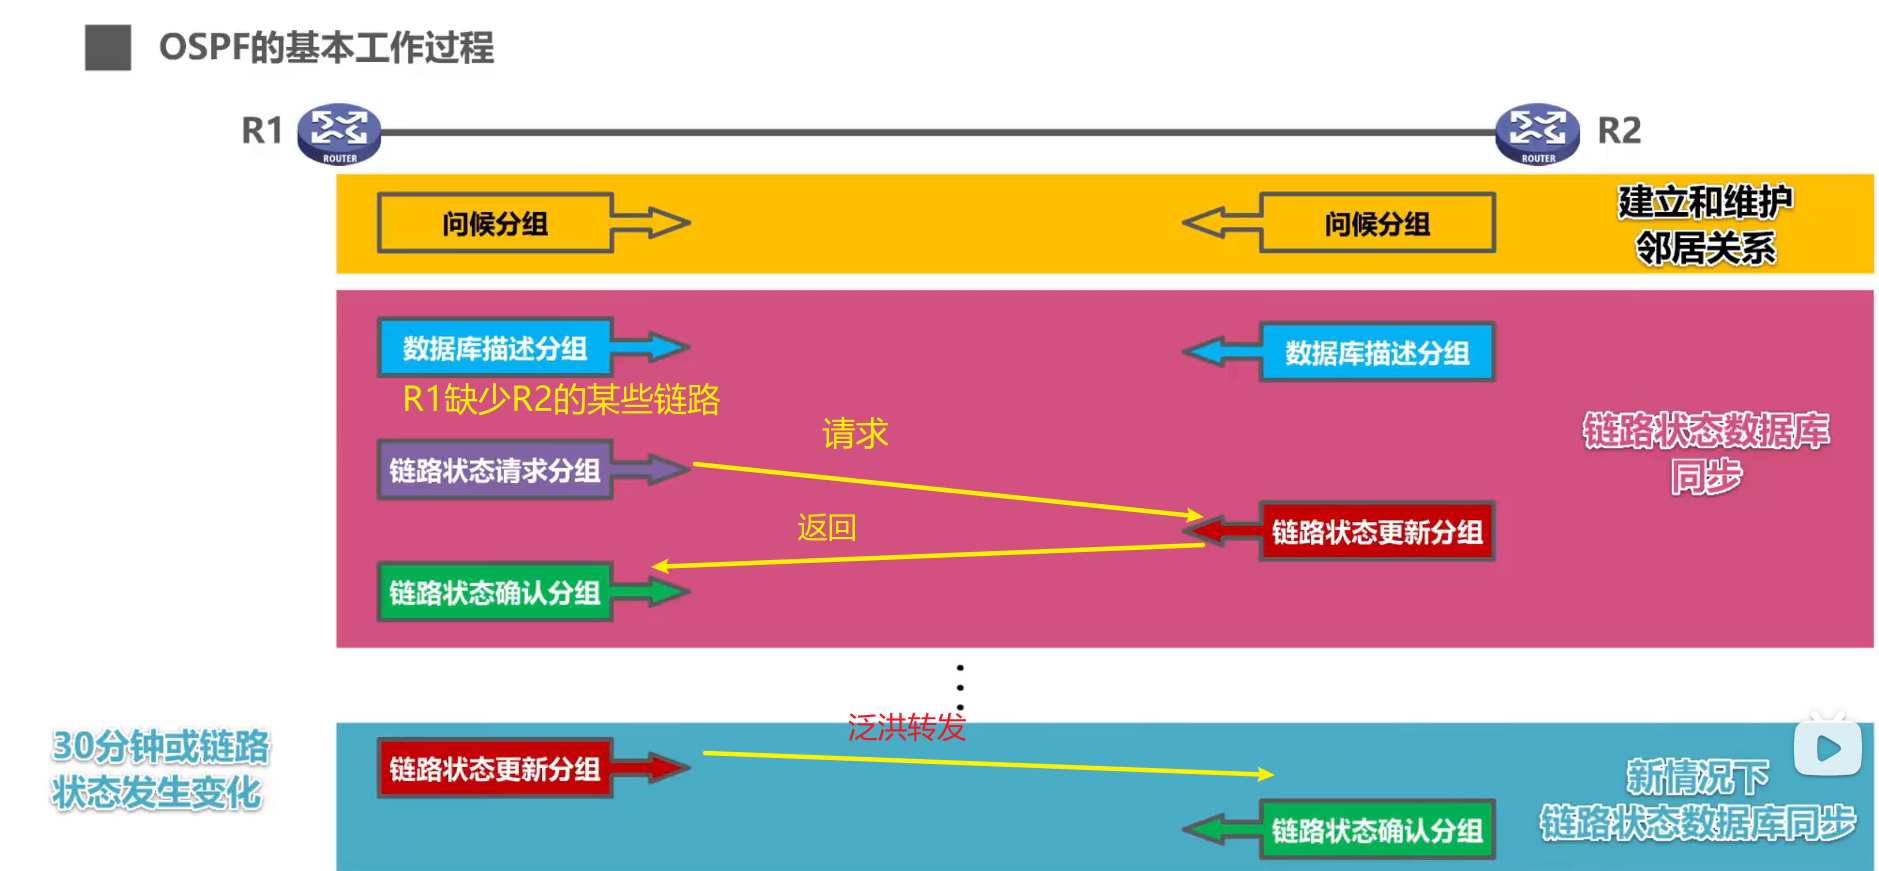 OSPF的基本工作过程
R1
ROUTER
ROUTER
R2
问候分组
问候分组
建立和维护
邻居关系
数据库描述分组
数据库描述分组
R1缺少R2的某些链路
请求
链路状态数据库
同步
链路状态请求分组
返回
链路状态更新分组
链路状态确认分组
泛洪转发
30分钟或链路
状态发生变化
链路状态更新分组
新情况下
链路状态数据库同步
链路状态确认分组